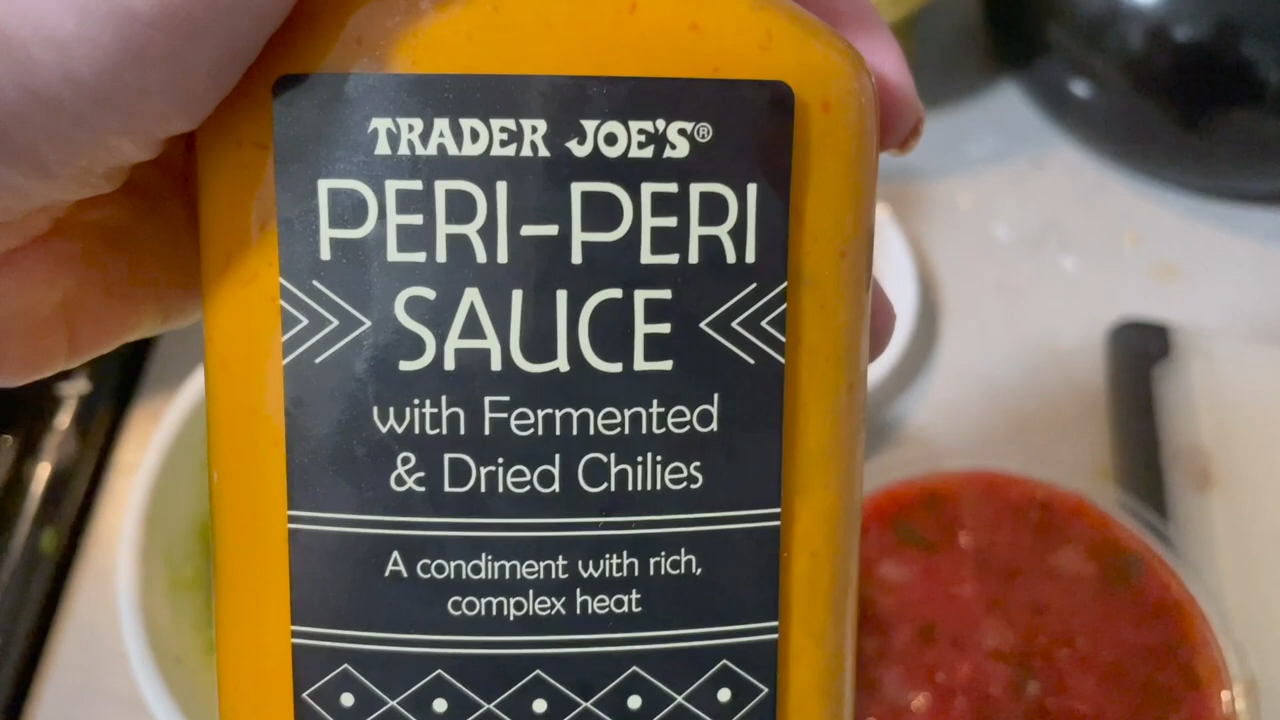 TRADER JOE'S®
PERI-PERI
SAUCE
with Fermented
& Dried Chilies
A condiment with rich,
complex heat